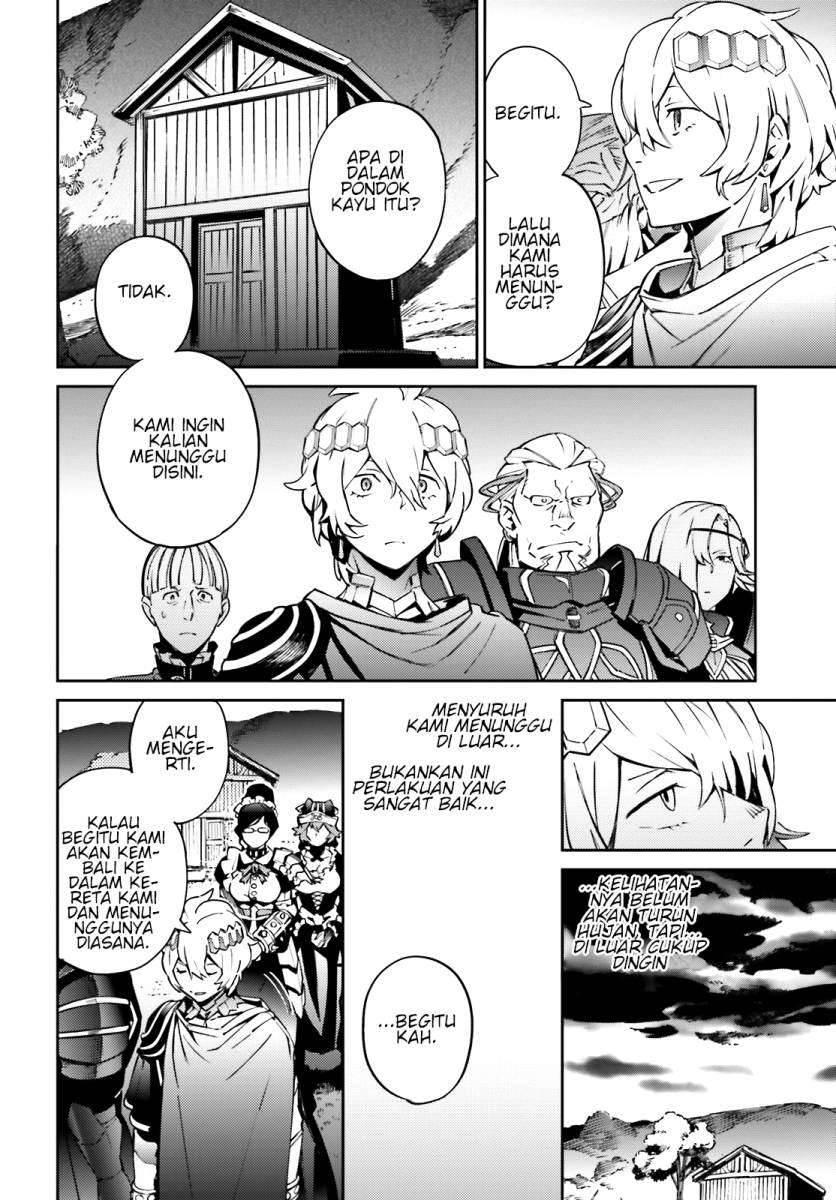 BEGITU.
LALU
DIMANA
KAMI
HARUS
MENUNG-
GU?
APA DI
DALAM
PONDOK
KAYU ITU?
TIDAK.
KAMI INGIN
KALIAN
MENUNGGU
DISINI.
MENYURUH
KAMI MENUNGGU
DI LUAR...
BUKANKAN INI
PERLAKUAN YANG
SANGAT BAIK...
...KELIHATAN-
NYA BELUM
AKAN TURUN
HUJAN, TAPI...
DI LUAR CUKUP
DINGIN
...BEGITU
KAH.
AKU
MENGER-
TI.
KALAU
BEGITU KAMI
AKAN KEM-
BALI KE
DALAM KE-
RETA KAMI
DAN MENU-
NGGUNYA
DIASANA.